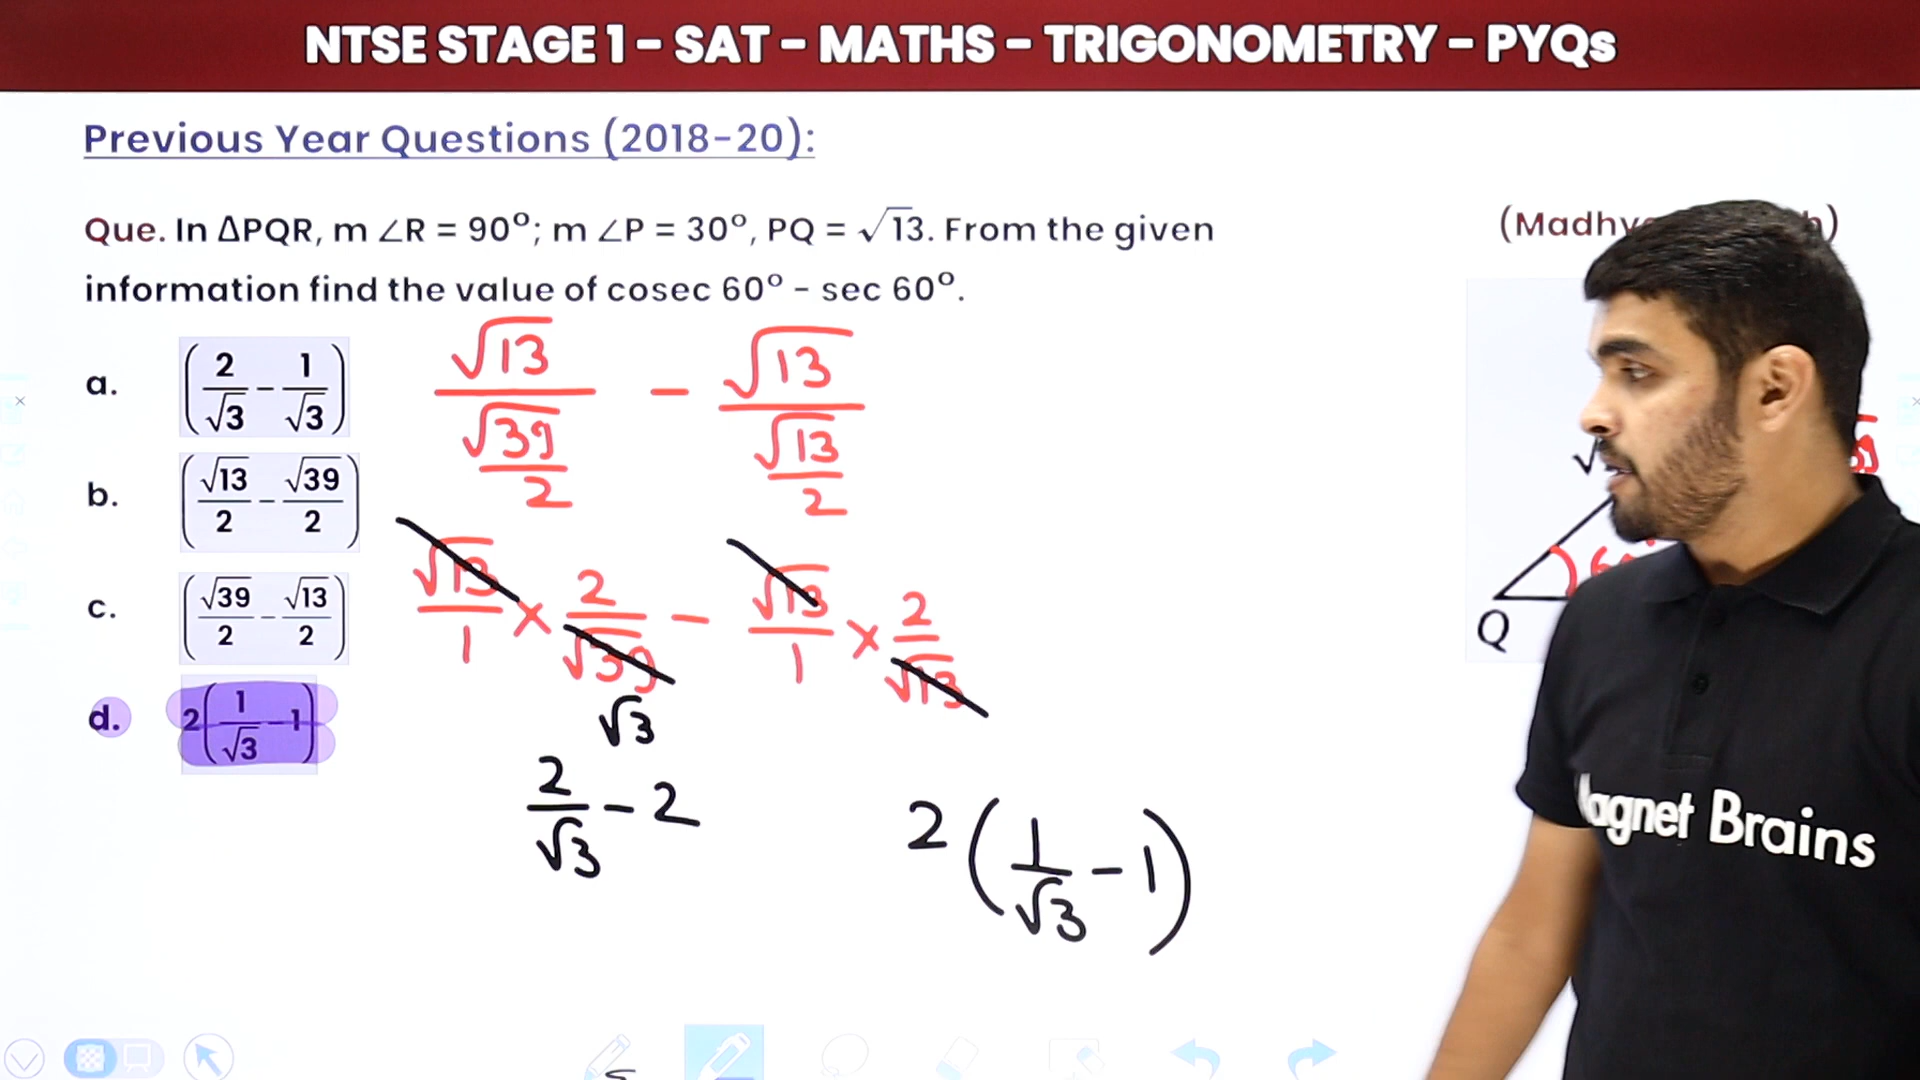 NTSE STAGE 1 – SAT – MATHS – TRIGONOMETRY – PYQs
Previous Year Questions (2018-20):
Que. In ΔPQR, m ∠R = 90°; m ∠P = 30°, PQ = √13. From the given
information find the value of cosec 60° - sec 60°.
a. (2/√3 - 1/√3)
b. (√13/2 - √39/2)
c. (√39/2 - √13/2)
d. 2(1/√3 - 1)
√13/(√39/2) - √13/(√13/2)
√13/1 × 2/√39 - √13/1 × 2/√13
√3
2/√3 - 2
2(1/√3 - 1)
Q
Magnet Brains